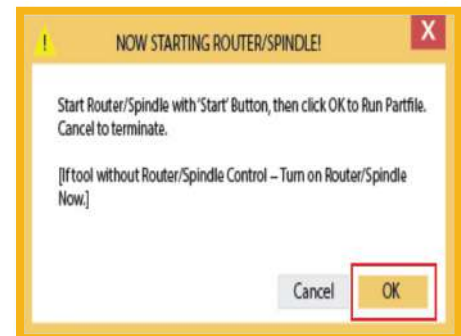 ! NOW STARTING ROUTER/SPINDLE! X
Start Router/Spindle with 'Start' Button, then click OK to Run Partfile.
Cancel to terminate.
[If tool without Router/Spindle Control – Turn on Router/Spindle
Now.]
Cancel OK